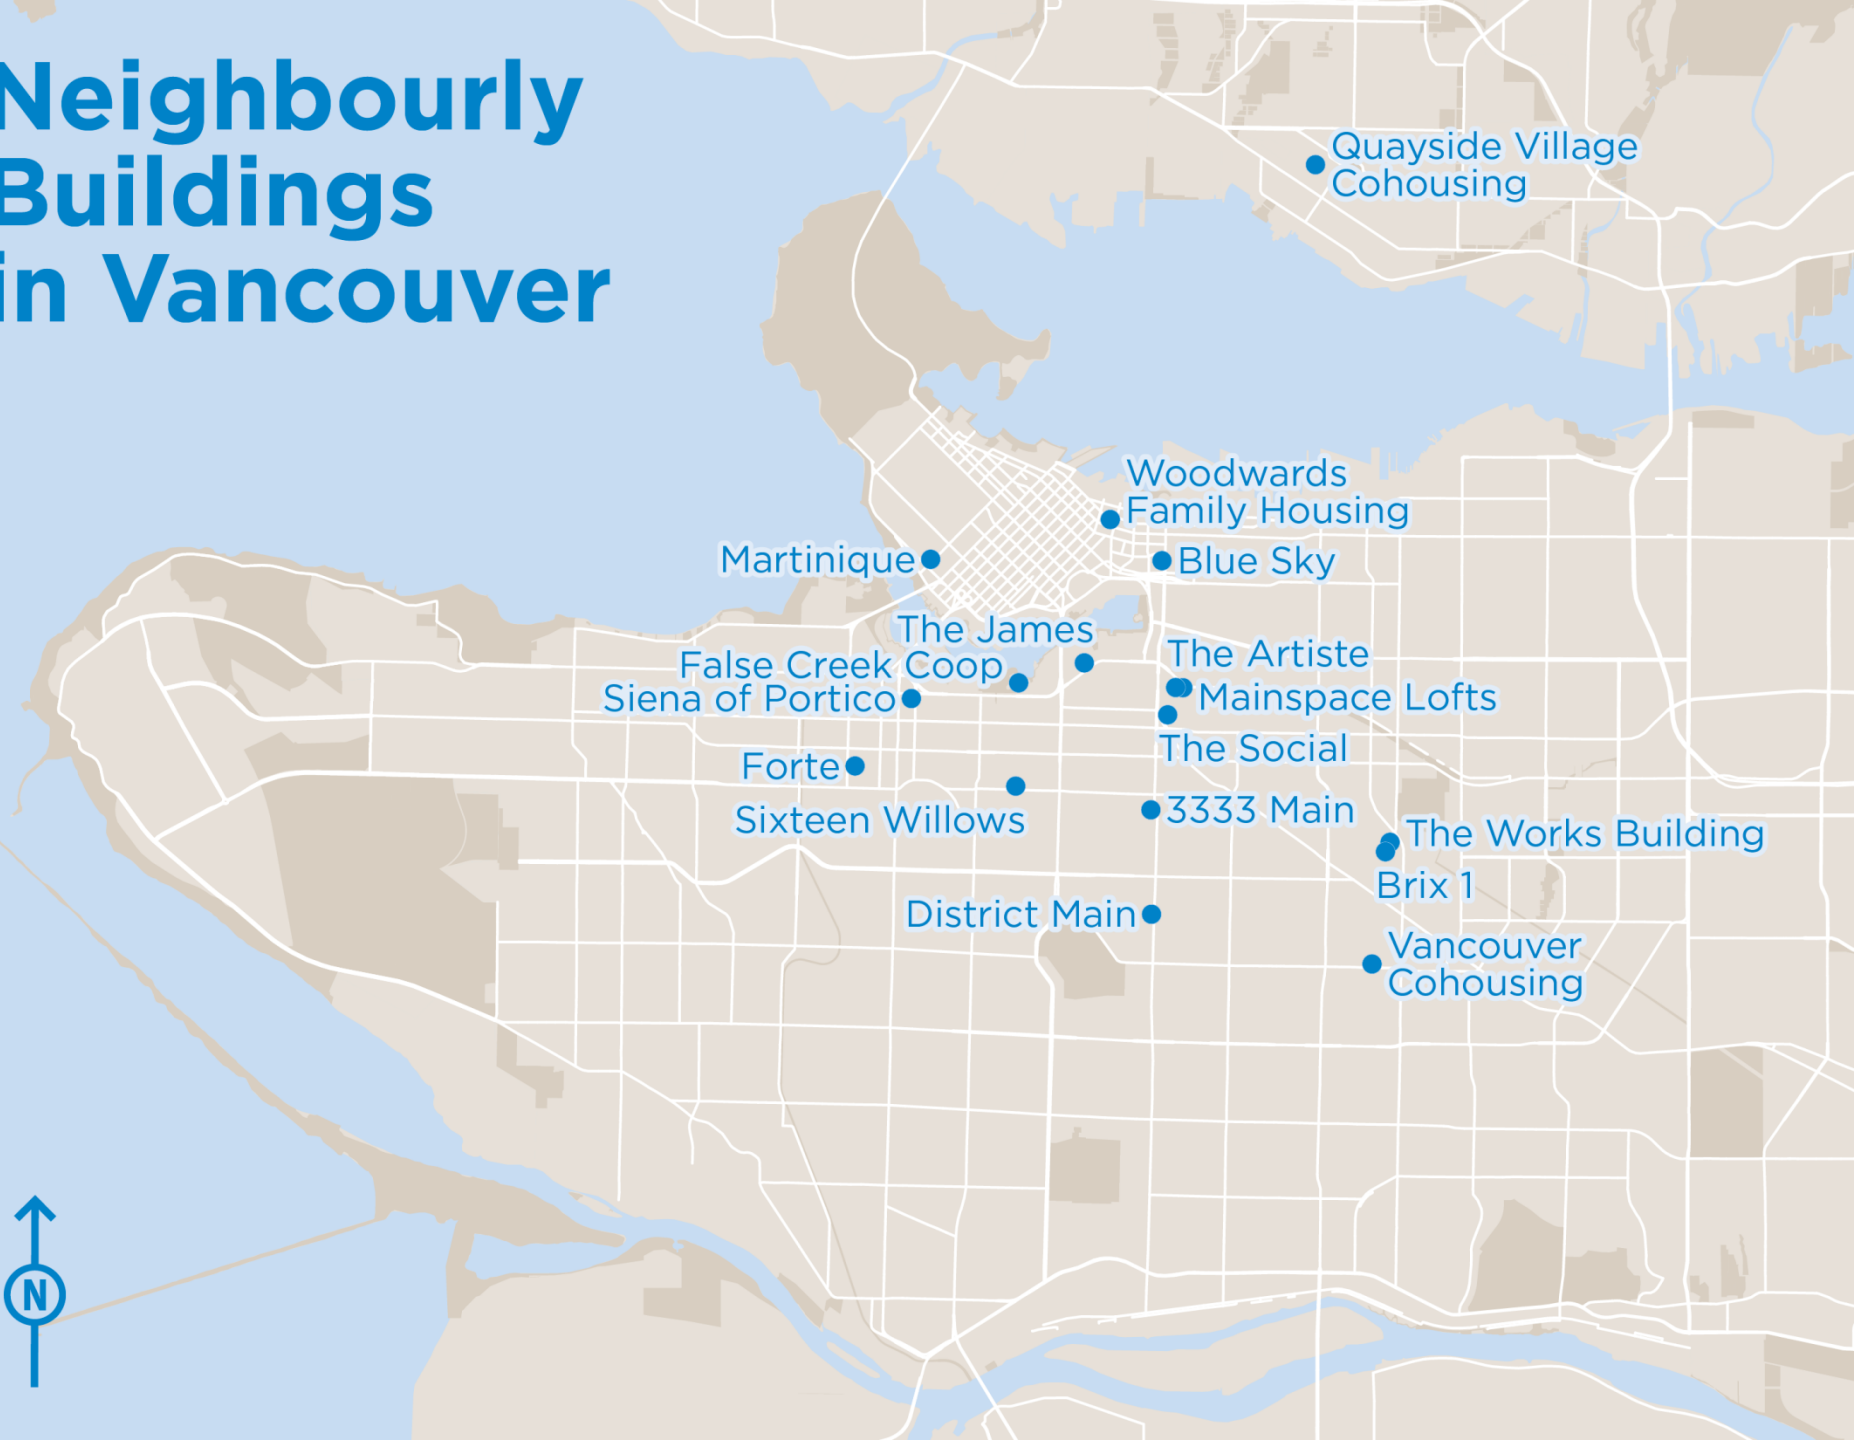 Neighbourly
Buildings
in Vancouver
Quayside Village
Cohousing
Woodwards
Family Housing
Martinique
Blue Sky
The James
The Artiste
False Creek Coop
Siena of Portico
Mainspace Lofts
The Social
Forte
Sixteen Willows
3333 Main
The Works Building
Brix 1
District Main
Vancouver
Cohousing
N